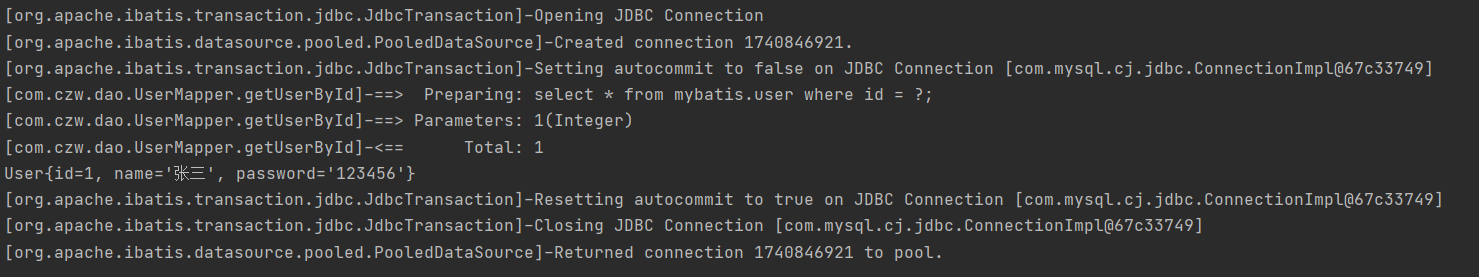 [org.apache.ibatis.transaction.jdbc.JdbcTransaction]-Opening JDBC Connection
[org.apache.ibatis.datasource.pooled.PooledDataSource]-Created connection 1740846921.
[org.apache.ibatis.transaction.jdbc.JdbcTransaction]-Setting autocommit to false on JDBC Connection [com.mysql.cj.jdbc.ConnectionImpl@67c33749]
[com.czw.dao.UserMapper.getUserById]-==>  Preparing: select * from mybatis.user where id = ?;
[com.czw.dao.UserMapper.getUserById]-==> Parameters: 1(Integer)
[com.czw.dao.UserMapper.getUserById]-<==      Total: 1
User{id=1, name='张三', password='123456'}
[org.apache.ibatis.transaction.jdbc.JdbcTransaction]-Resetting autocommit to true on JDBC Connection [com.mysql.cj.jdbc.ConnectionImpl@67c33749]
[org.apache.ibatis.transaction.jdbc.JdbcTransaction]-Closing JDBC Connection [com.mysql.cj.jdbc.ConnectionImpl@67c33749]
[org.apache.ibatis.datasource.pooled.PooledDataSource]-Returned connection 1740846921 to pool.